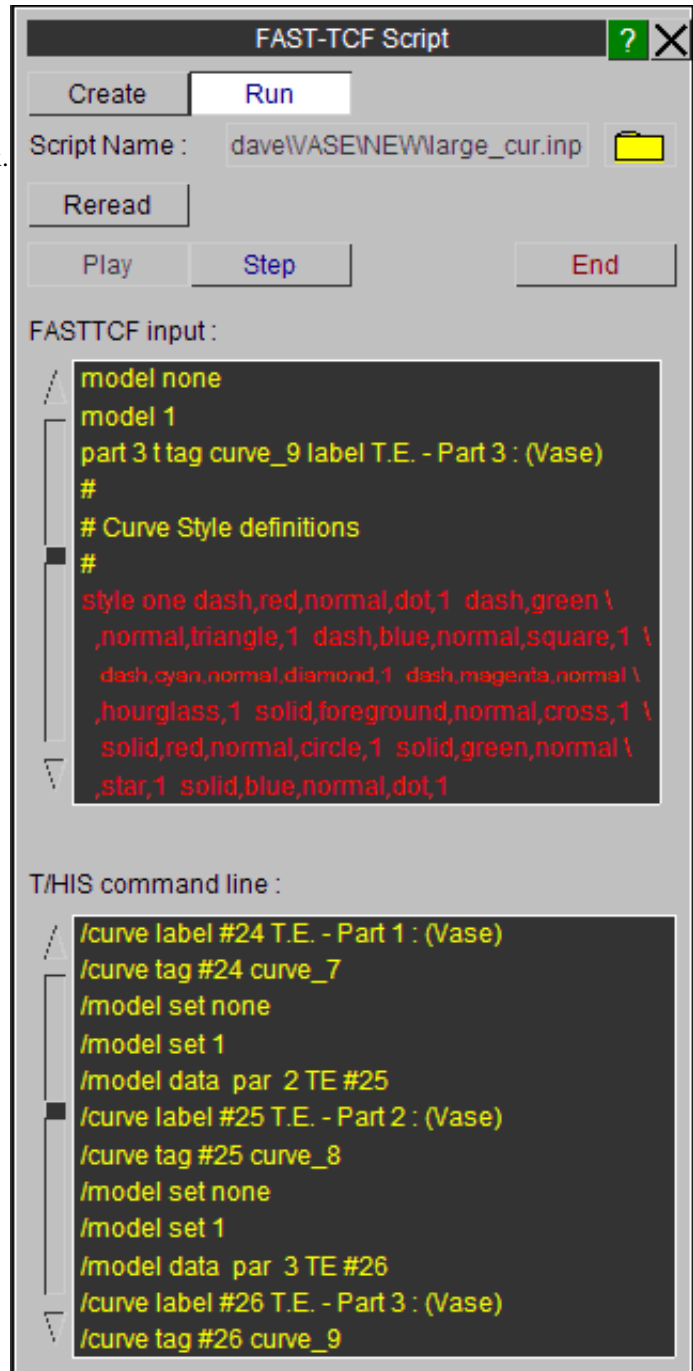 FAST-TCF Script ? X
Create Run
Script Name : dave\VASE\NEW\large_cur.inp
Reread
Play Step End
FASTTCF input :
model none
model 1
part 3 t tag curve_9 label T.E. - Part 3 : (Vase)
#
# Curve Style definitions
#
style one dash,red,normal,dot,1 dash,green \
,normal,triangle,1 dash,blue,normal,square,1 \
dash,cyan,normal,diamond,1 dash,magenta,normal \
,hourglass,1 solid,foreground,normal,cross,1 \
solid,red,normal,circle,1 solid,green,normal \
,star,1 solid,blue,normal,dot,1
T/HIS command line :
/curve label #24 T.E. - Part 1 : (Vase)
/curve tag #24 curve_7
/model set none
/model set 1
/model data par 2 TE #25
/curve label #25 T.E. - Part 2 : (Vase)
/curve tag #25 curve_8
/model set none
/model set 1
/model data par 3 TE #26
/curve label #26 T.E. - Part 3 : (Vase)
/curve tag #26 curve_9